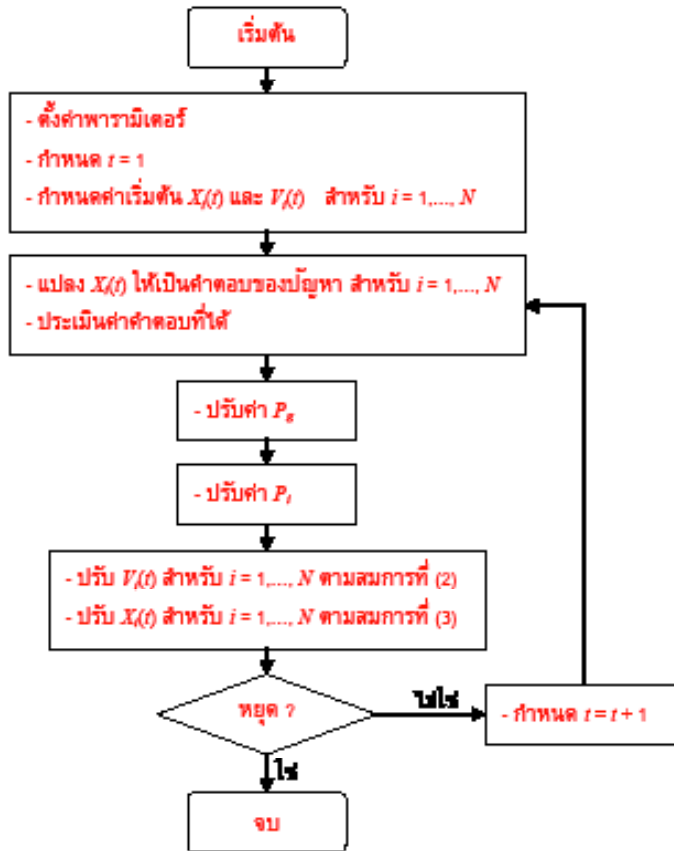 เริ่มต้น
- ตั้งค่าพารามิเตอร์
- กำหนด t = 1
- กำหนดค่าเริ่มต้น Xᵢ(t) และ Vᵢ(t) สำหรับ i = 1,..., N
- แปลง Xᵢ(t) ให้เป็นคำตอบของปัญหา สำหรับ i = 1,..., N
- ประเมินค่าคำตอบที่ได้
- ปรับค่า P_g
- ปรับค่า Pᵢ
- ปรับ Vᵢ(t) สำหรับ i = 1,..., N ตามสมการที่ (2)
- ปรับ Xᵢ(t) สำหรับ i = 1,..., N ตามสมการที่ (3)
หยุด ?
ไม่ใช่
- กำหนด t = t + 1
ใช่
จบ